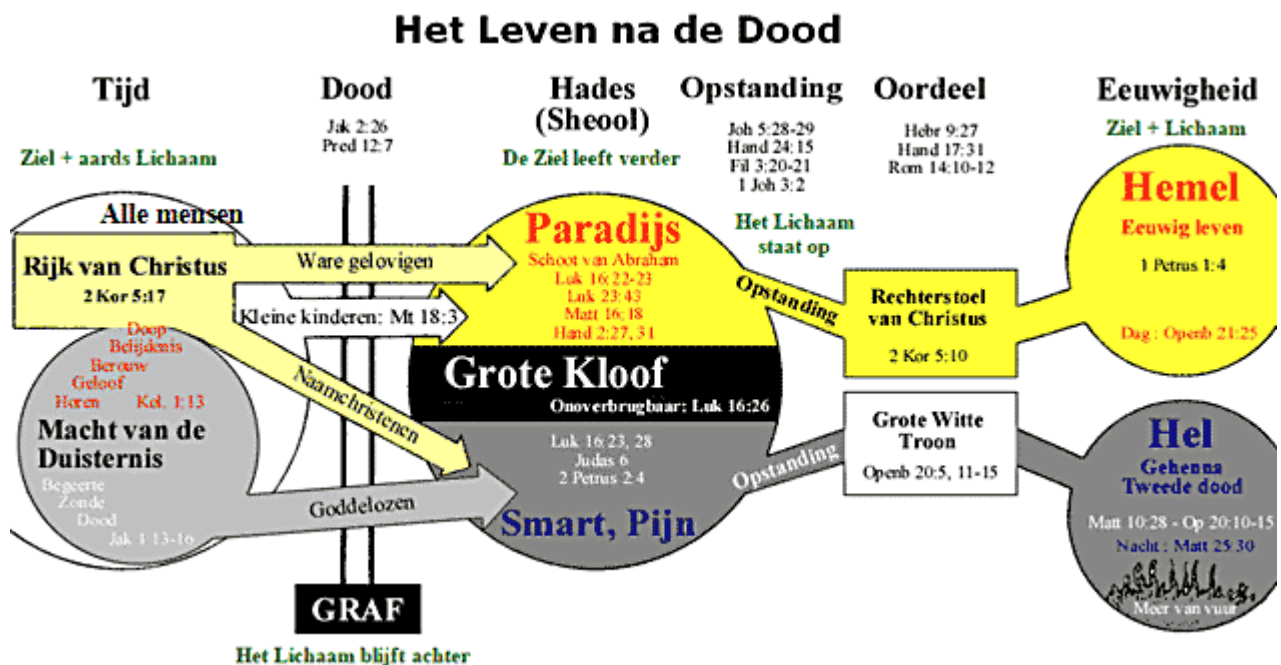 Het Leven na de Dood
Tijd
Ziel + aards Lichaam
Dood
Jak 2:26
Pred 12:7
Hades
(Sheool)
De Ziel leeft verder
Opstanding
Joh 5:28-29
Hand 24:15
Fil 3:20-21
1 Joh 3:2
Het Lichaam
staat op
Oordeel
Hebr 9:27
Hand 17:31
Rom 14:10-12
Eeuwigheid
Ziel + Lichaam
Alle mensen
Rijk van Christus
2 Kor 5:17
Doop
Belijdenis
Berouw
Geloof
Horen Kol. 1:13
Macht van de
Duisternis
Begeerte
Zonde
Dood
Jak 1:13-16
Ware gelovigen
Kleine kinderen: Mt 18:3
Naamchristenen
Goddelozen
GRAF
Het Lichaam blijft achter
Paradijs
Schoot van Abraham
Luk 16:22-23
Luk 23:43
Matt 16:18
Hand 2:27, 31
Grote Kloof
Onoverbrugbaar: Luk 16:26
Luk 16:23, 28
Judas 6
2 Petrus 2:4
Smart, Pijn
Opstanding
Opstanding
Rechterstoel
van Christus
2 Kor 5:10
Grote Witte
Troon
Openb 20:5, 11-15
Hemel
Eeuwig leven
1 Petrus 1:4
Dag : Openb 21:25
Hel
Gehenna
Tweede dood
Matt 10:28 - Op 20:10-15
Nacht : Matt 25:30
Meer van vuur